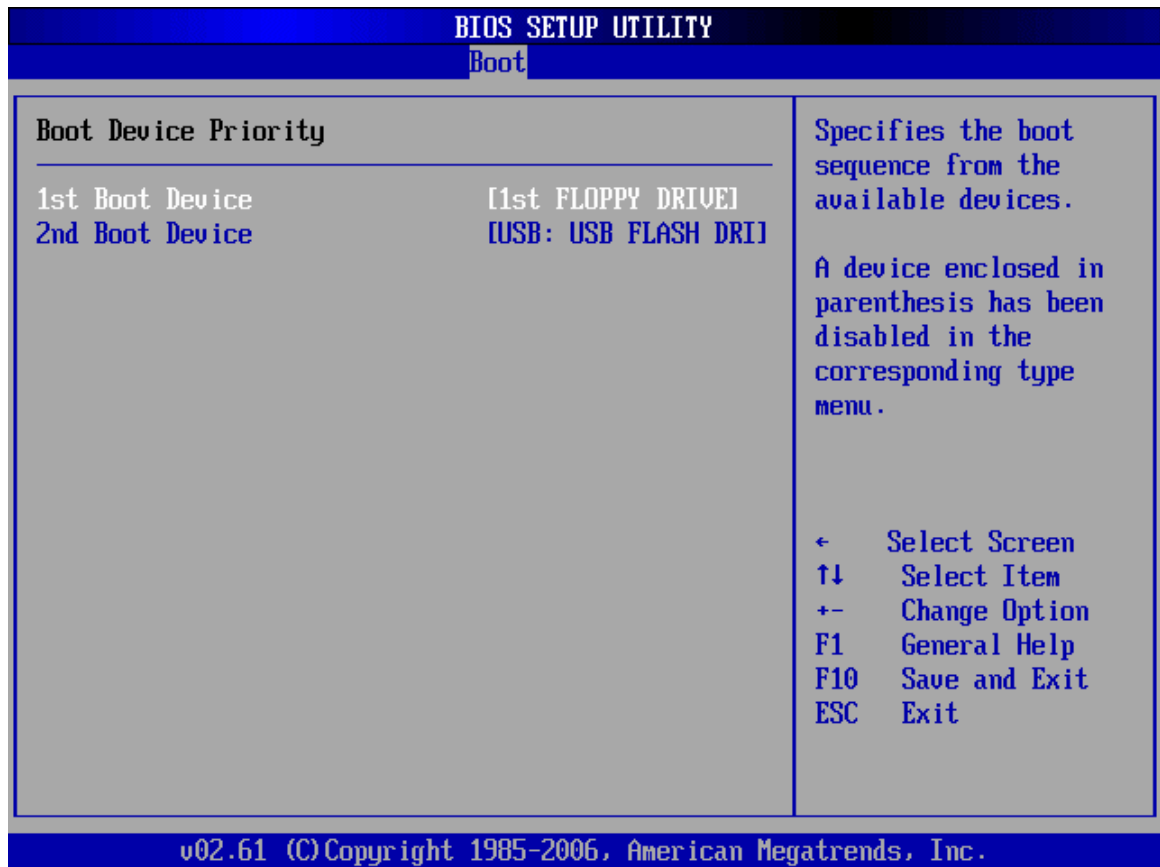 BIOS SETUP UTILITY
Boot
Boot Device Priority
1st Boot Device [1st FLOPPY DRIVE]
2nd Boot Device [USB: USB FLASH DRI]
Specifies the boot
sequence from the
available devices.
A device enclosed in
parenthesis has been
disabled in the
corresponding type
menu.
← Select Screen
↑↓ Select Item
+- Change Option
F1 General Help
F10 Save and Exit
ESC Exit
v02.61 (C)Copyright 1985-2006, American Megatrends, Inc.